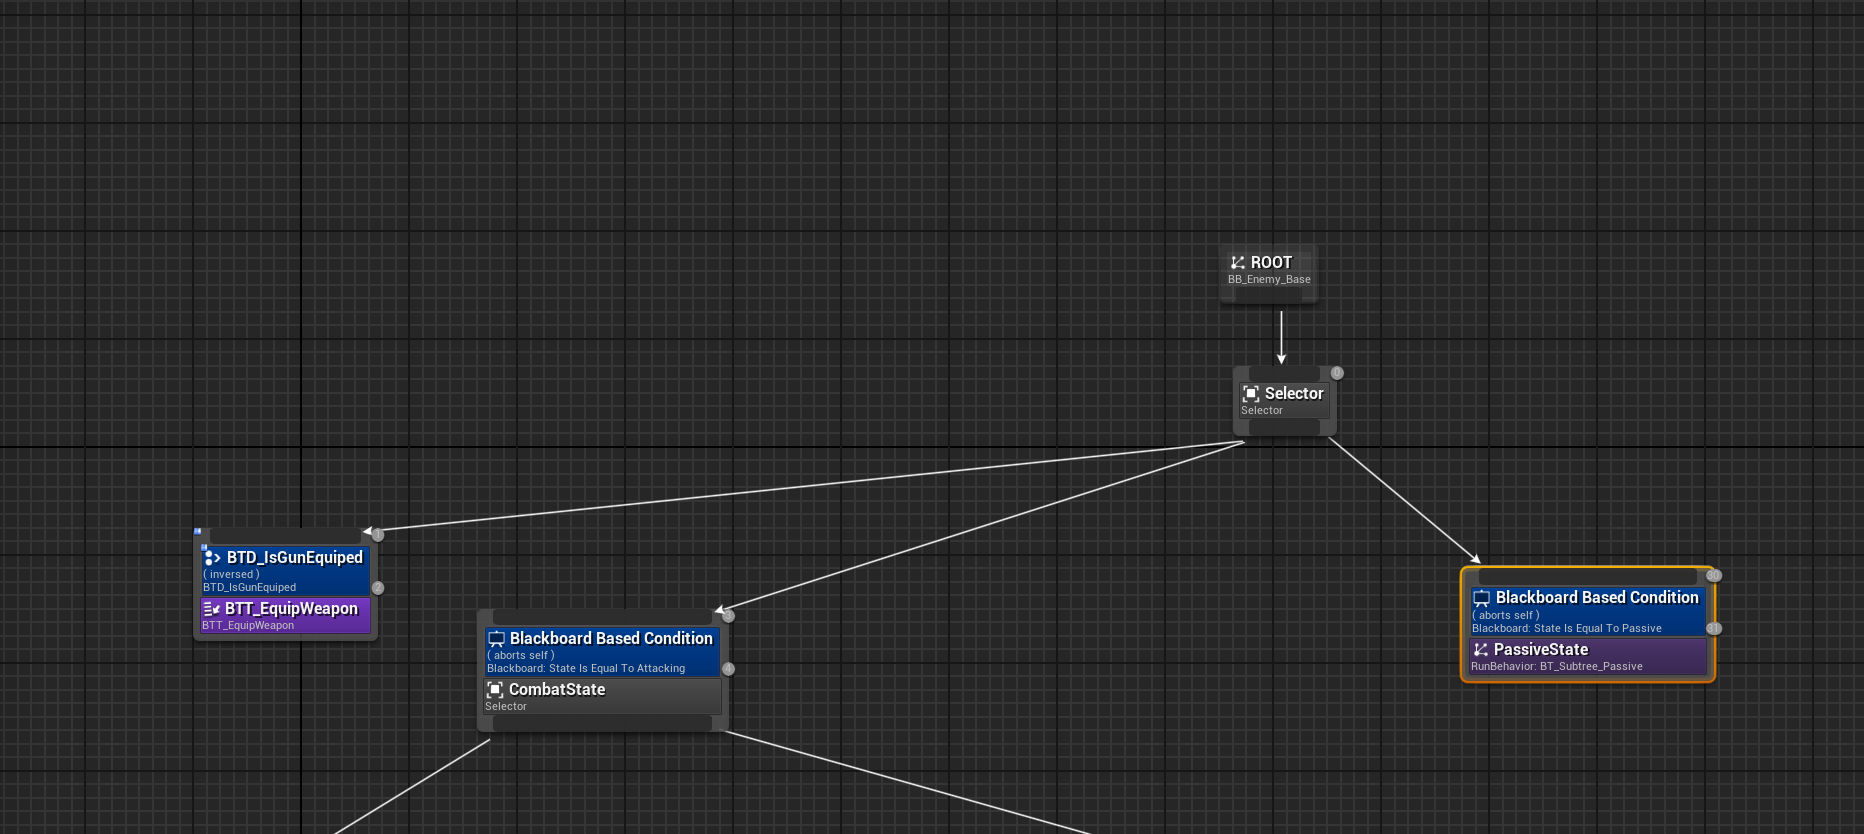 ROOT
BB_Enemy_Base
0
Selector
Selector
1
BTD_IsGunEquiped
( inversed )
BTD_IsGunEquiped
2
BTT_EquipWeapon
BTT_EquipWeapon
3
Blackboard Based Condition
( aborts self )
Blackboard: State Is Equal To Attacking
4
CombatState
Selector
30
Blackboard Based Condition
( aborts self )
Blackboard: State Is Equal To Passive
31
PassiveState
RunBehavior: BT_Subtree_Passive